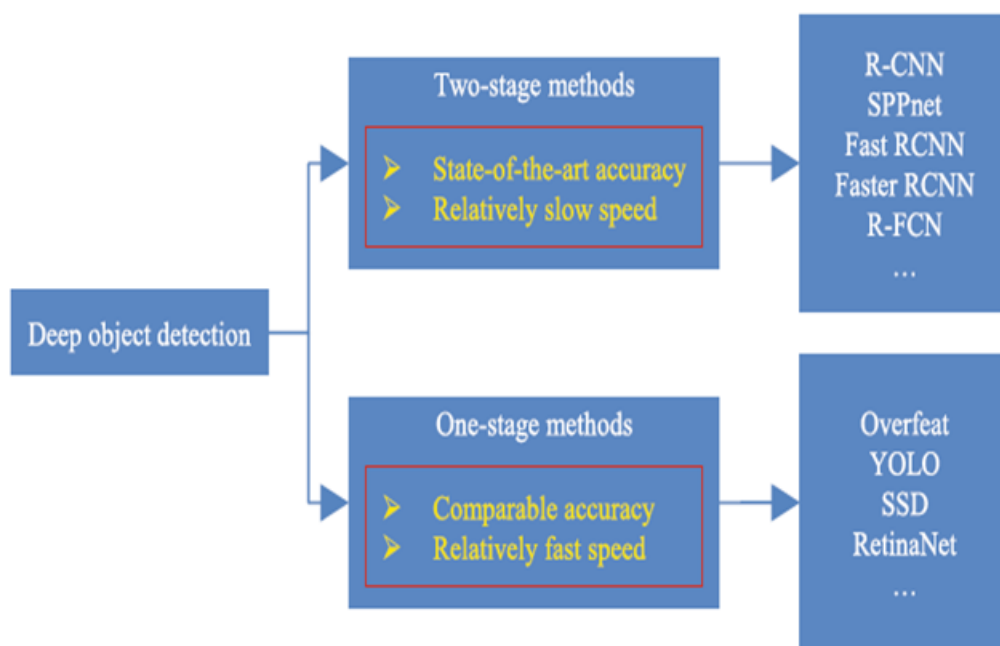 Deep object detection
Two-stage methods
➢ State-of-the-art accuracy
➢ Relatively slow speed
R-CNN
SPPnet
Fast RCNN
Faster RCNN
R-FCN
...
One-stage methods
➢ Comparable accuracy
➢ Relatively fast speed
Overfeat
YOLO
SSD
RetinaNet
...